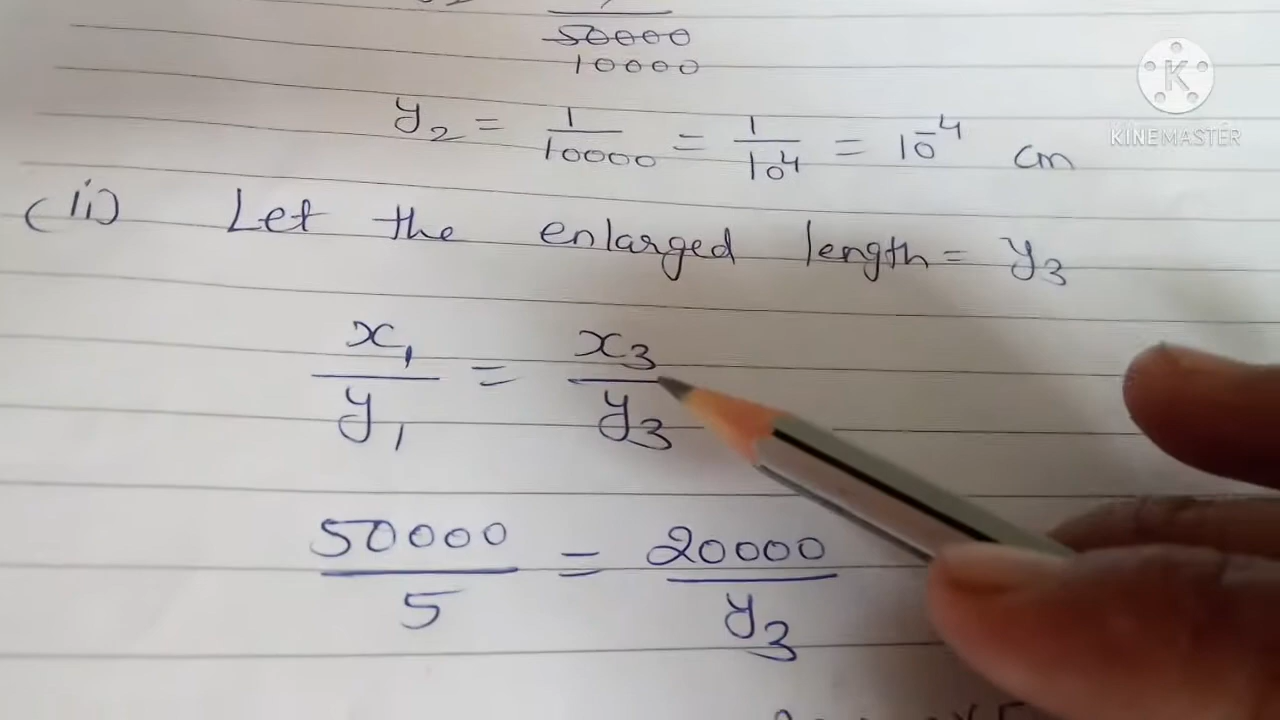 50000
10000
y₂ = 1/10000 = 1/10⁴ = 10⁻⁴ cm
K
KINEMASTER
(ii) Let the enlarged length = y₃
x₁/y₁ = x₃/y₃
50000/5 = 20000/y₃